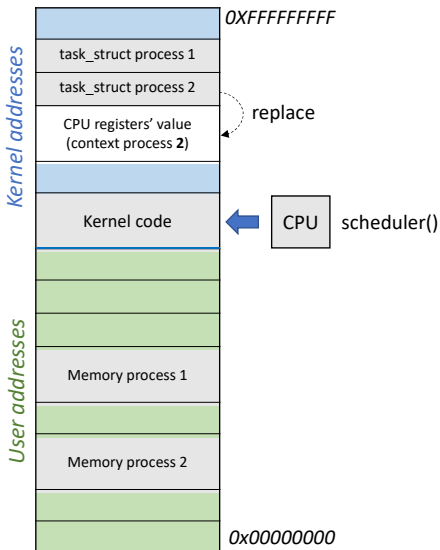 0XFFFFFFFFF
task_struct process 1
task_struct process 2
replace
CPU registers' value
(context process 2)
Kernel addresses
Kernel code
CPU
scheduler()
User addresses
Memory process 1
Memory process 2
0x00000000